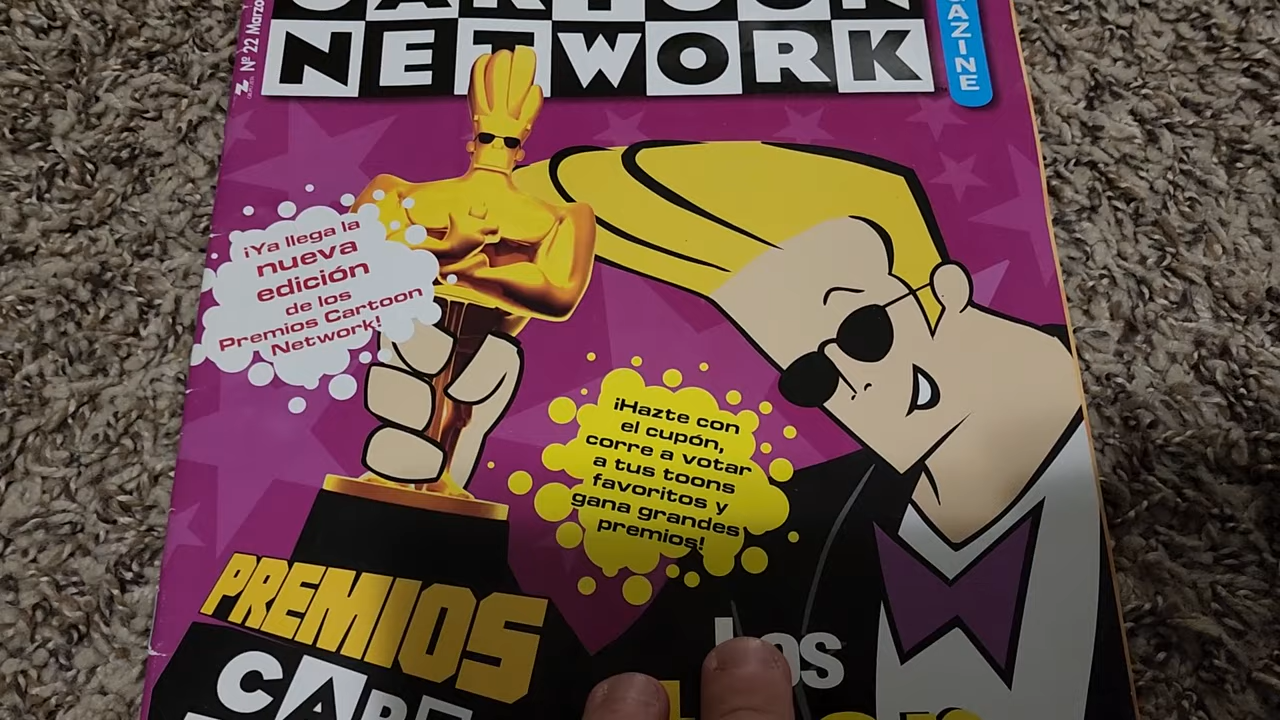 Nº 22 Marzo
CARTOON
NETWORK
AZINE
¡Ya llega la
nueva
edición
de los
Premios Cartoon
Network!
¡Hazte con
el cupón,
corre a votar
a tus toons
favoritos y
gana grandes
premios!
PREMIOS
Los